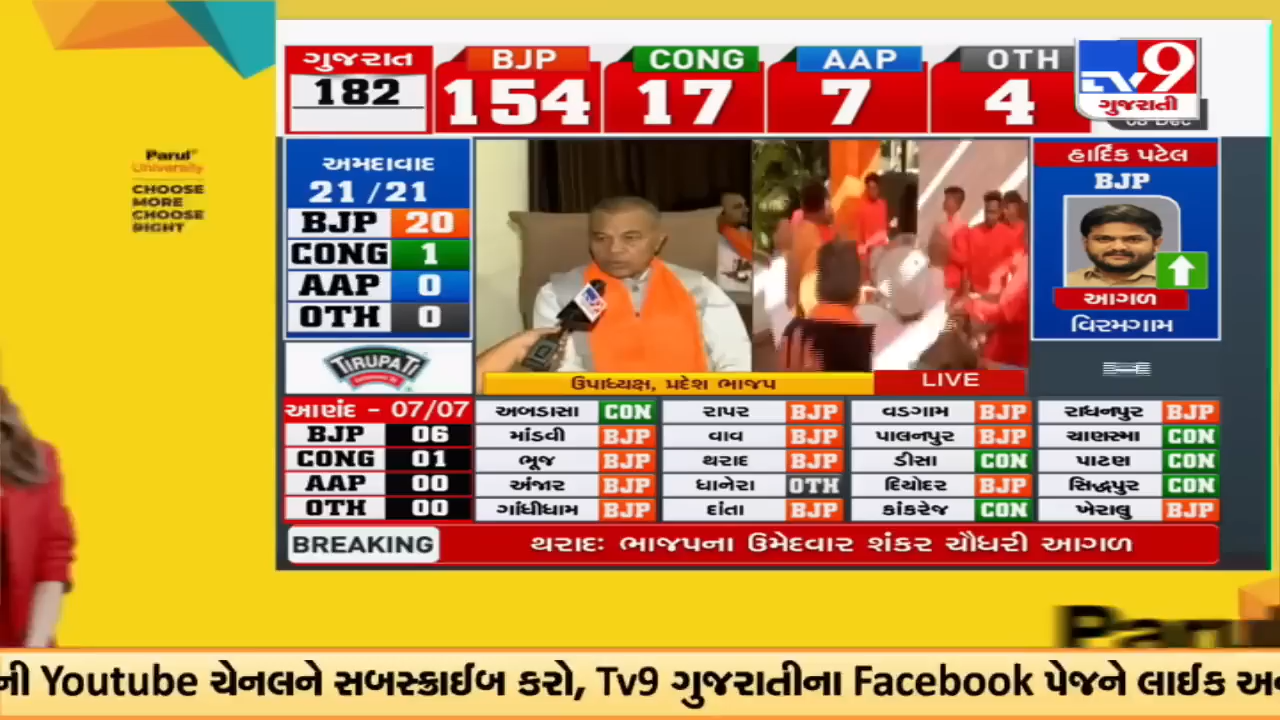 ગુજરાત
182
BJP
154
CONG
17
AAP
7
OTH
4
TV9
ગુજરાતી
08 Dec
Parul
University
CHOOSE
MORE
CHOOSE
RIGHT
અમદાવાદ
21/21
BJP 20
CONG 1
AAP 0
OTH 0
હાર્દિક પટેલ
BJP
આગળ
વિરમગામ
TIRUPATI
ઉપાધ્યક્ષ, પ્રદેશ ભાજપ
LIVE
આણંદ - 07/07
BJP 06
CONG 01
AAP 00
OTH 00
અબડાસા CON રાપર BJP વડગામ BJP રાધનપુર BJP
માંડવી BJP વાવ BJP પાલનપુર BJP ચાણસ્મા CON
ભૂજ BJP થરાદ BJP ડીસા CON પાટણ CON
અંજાર BJP ધાનેરા OTH દિયોદર BJP સિદ્ધપુર CON
ગાંધીધામ BJP દાંતા BJP કાંકરેજ CON ખેરાલુ BJP
BREAKING થરાદઃ ભાજપના ઉમેદવાર શંકર ચૌધરી આગળ
Parul
ની Youtube ચેનલને સબસ્ક્રાઈબ કરો, Tv9 ગુજરાતીના Facebook પેજને લાઈક અને